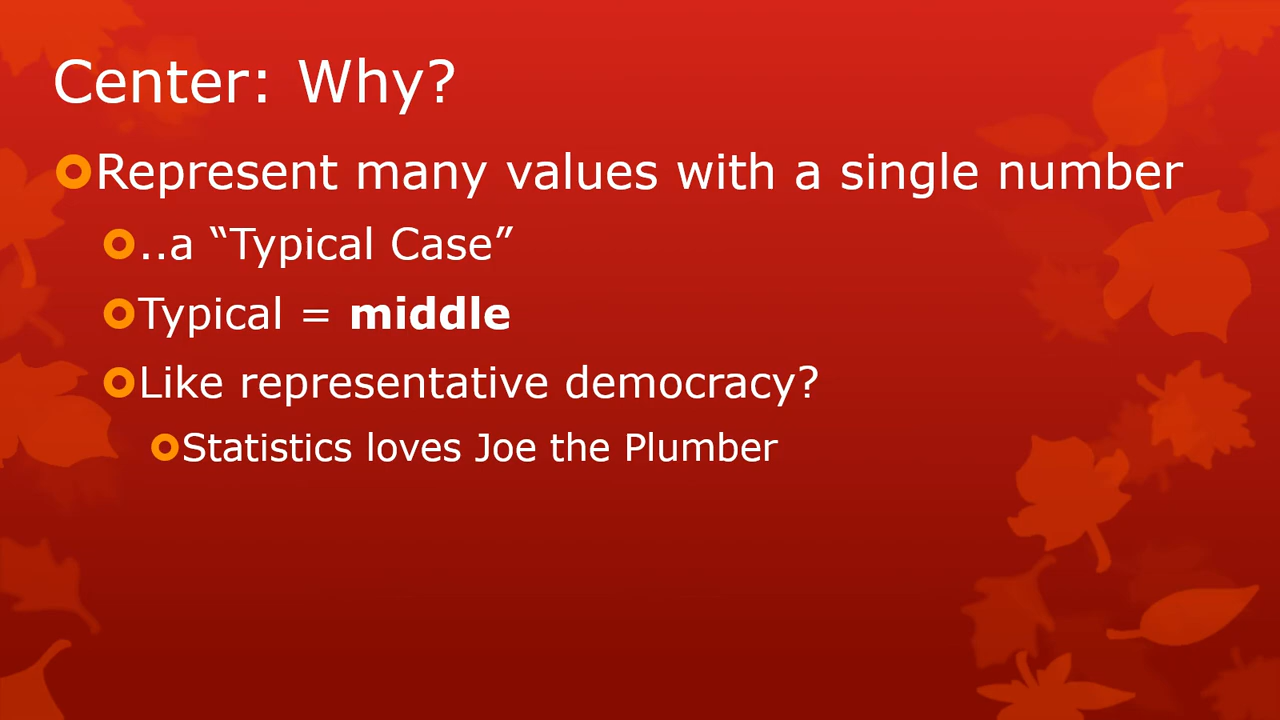 Center: Why?
Represent many values with a single number
..a “Typical Case”
Typical = middle
Like representative democracy?
Statistics loves Joe the Plumber